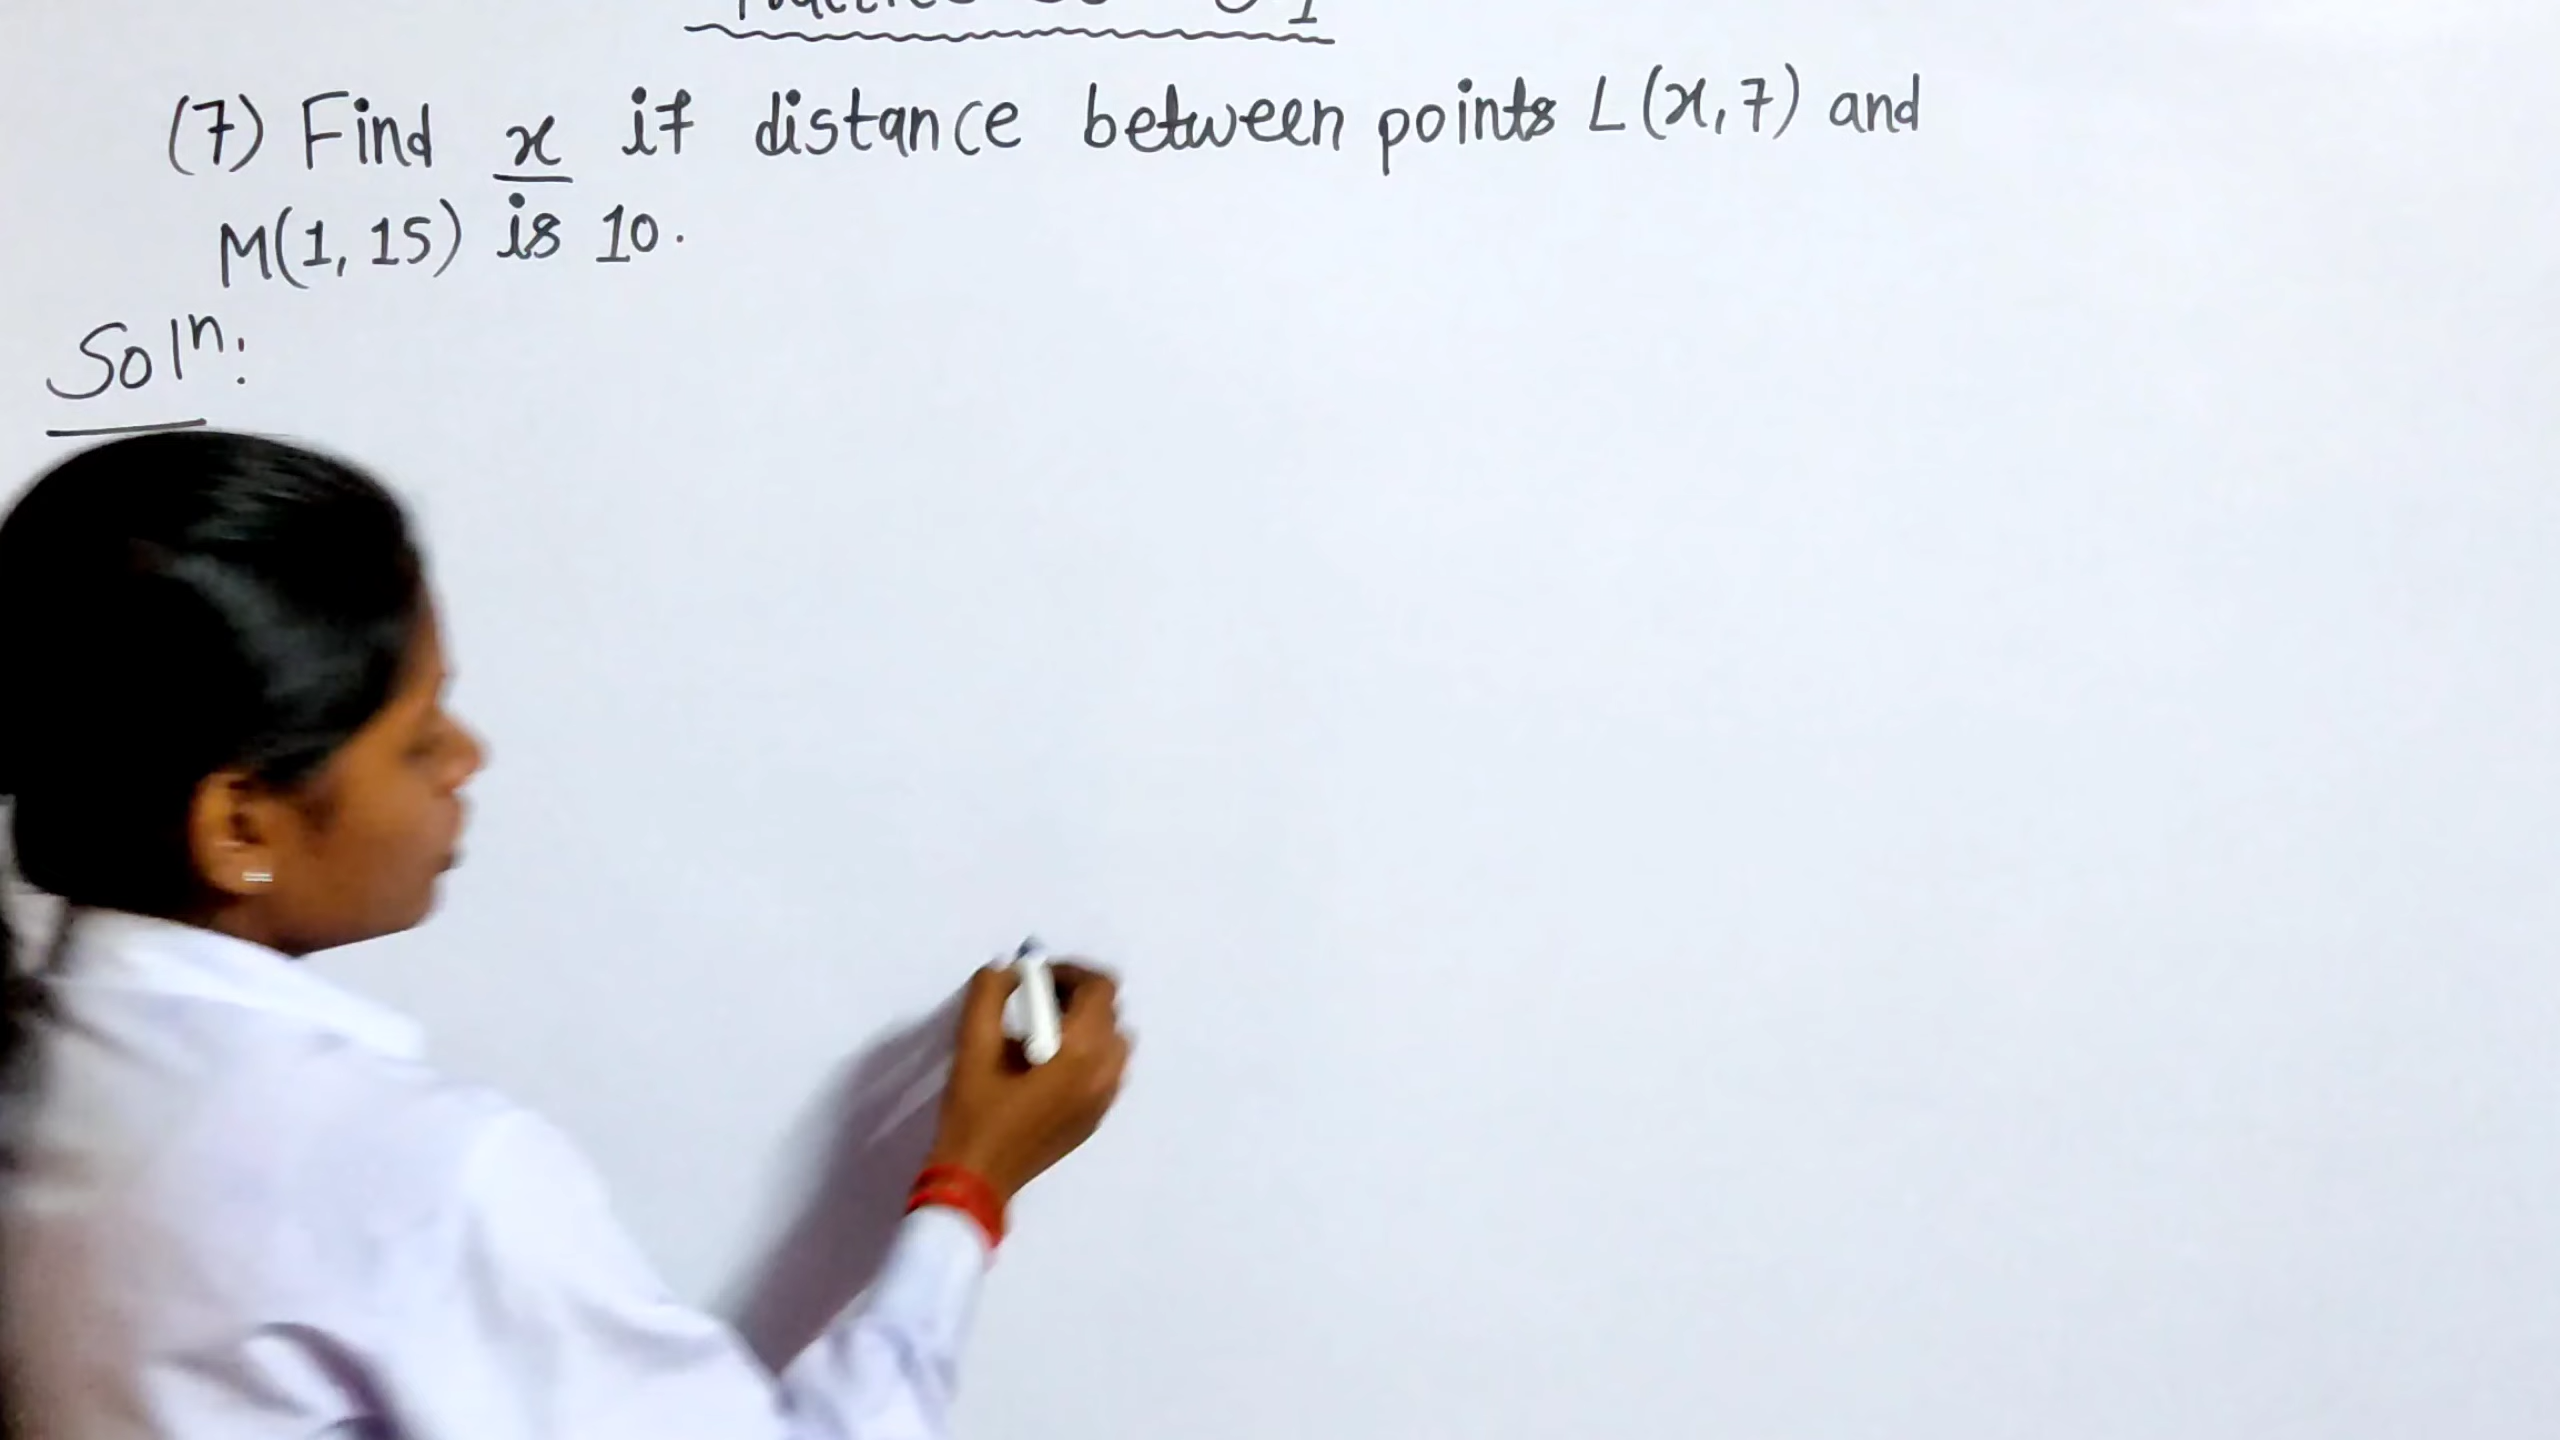 (7) Find x if distance between points L(x,7) and
M(1, 15) is 10.
Solⁿ: